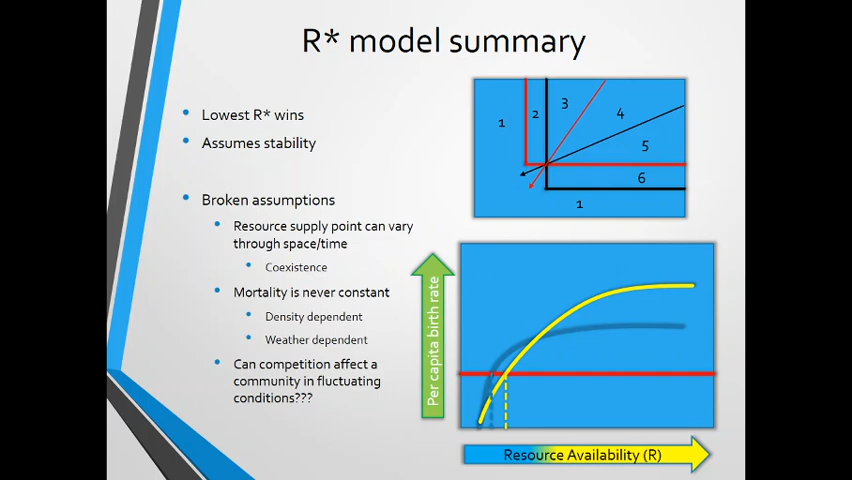 R* model summary
Lowest R* wins
Assumes stability
Broken assumptions
Resource supply point can vary
through space/time
Coexistence
Mortality is never constant
Density dependent
Weather dependent
Can competition affect a
community in fluctuating
conditions???
1
2
3
4
5
6
1
Per capita birth rate
Resource Availability (R)